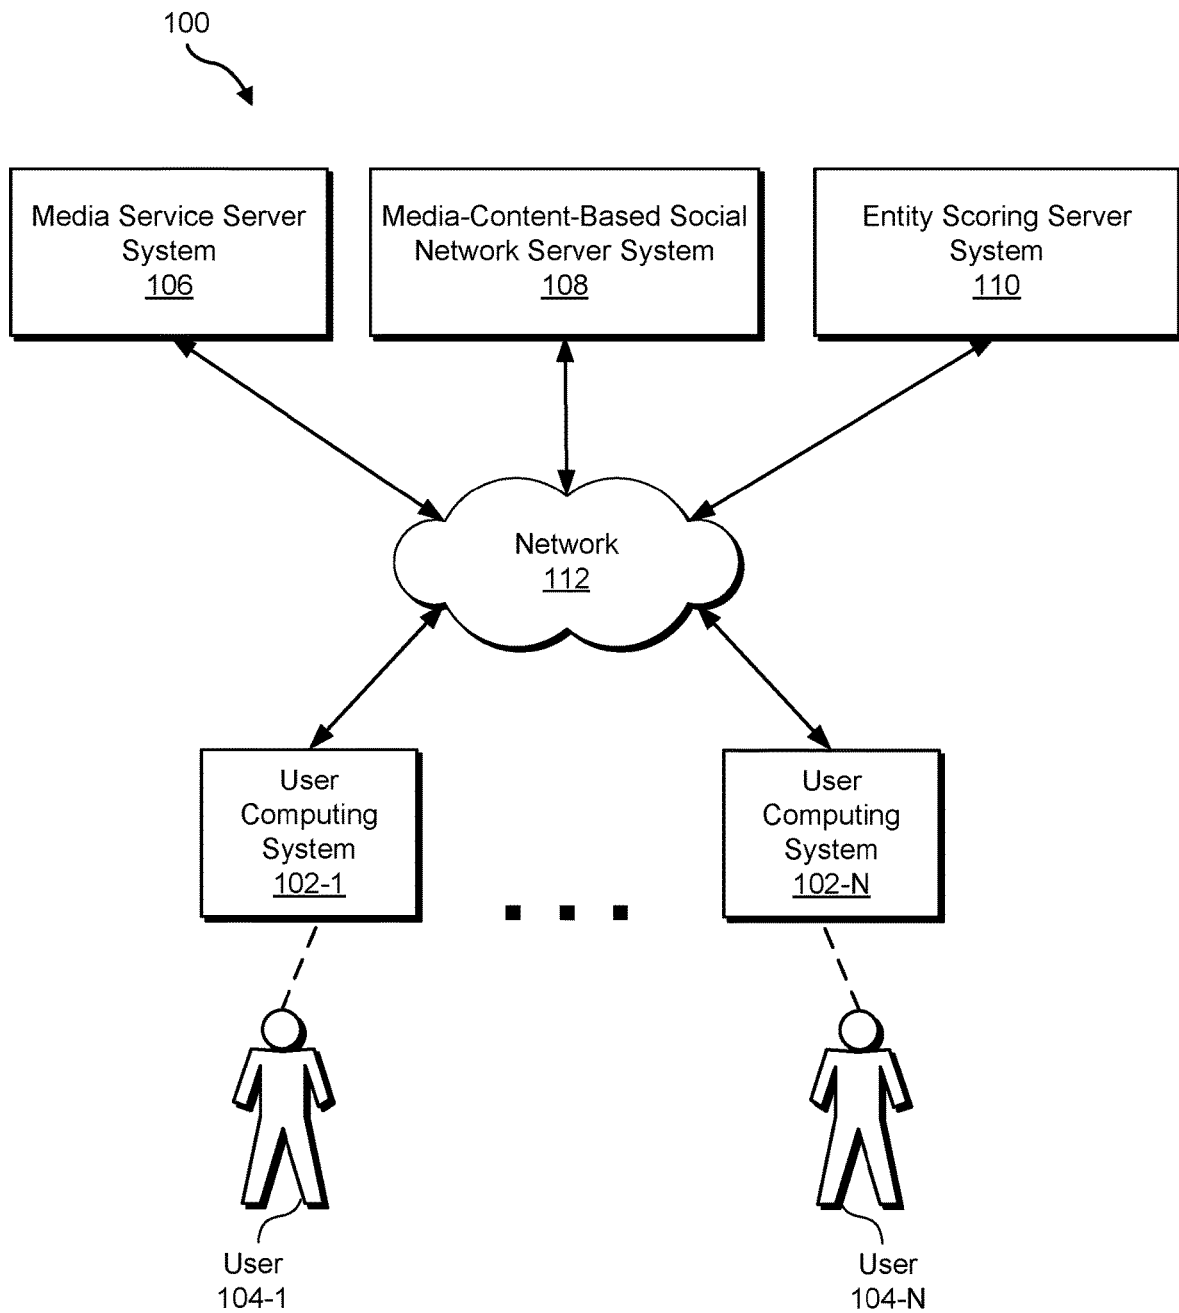 100
Media Service Server
System
106
Media-Content-Based Social
Network Server System
108
Entity Scoring Server
System
110
Network
112
User
Computing
System
102-1
User
Computing
System
102-N
User
104-1
User
104-N